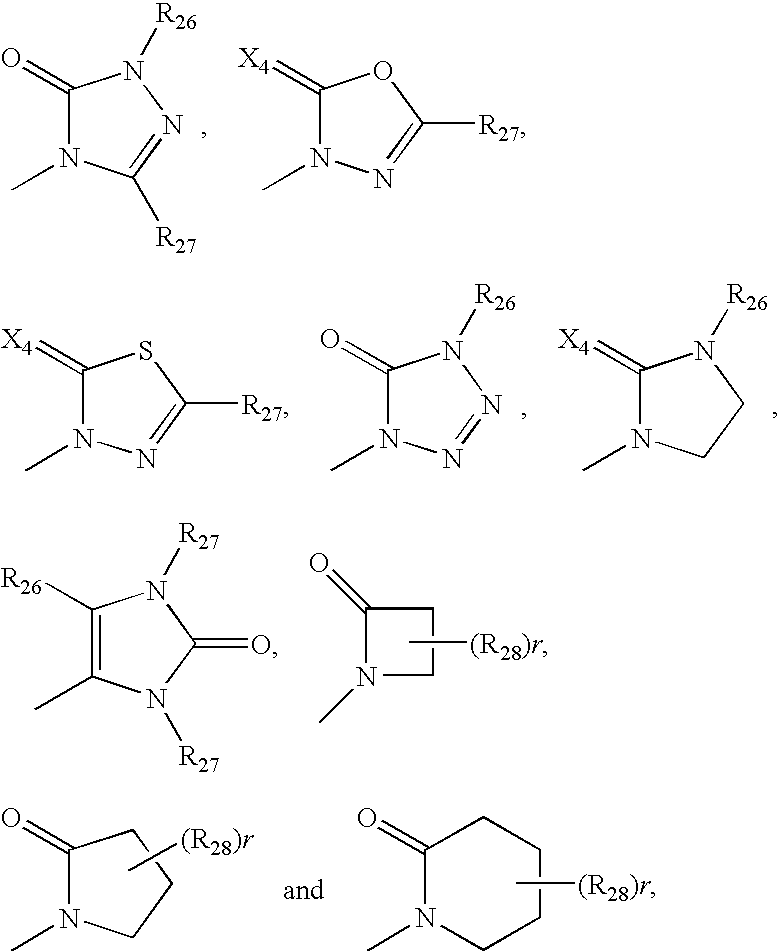 R26
O N X4 O
N , R27,
N N N
R27
R26 R26
X4 S O N X4 N
R27, N , ,
N N N N N
R27
R26 N
O, O (R28)r,
N N
R27
O (R28)r O
and (R28)r,
N N